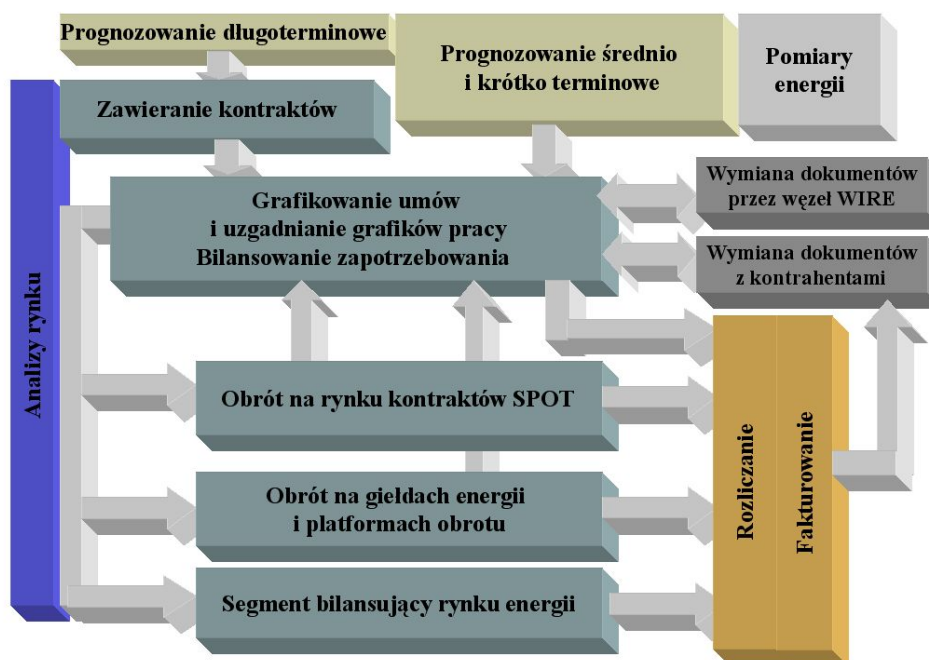 Prognozowanie długoterminowe
Prognozowanie średnio
i krótko terminowe
Pomiary
energii
Zawieranie kontraktów
Grafikowanie umów
i uzgadnianie grafików pracy
Bilansowanie zapotrzebowania
Wymiana dokumentów
przez węzeł WIRE
Wymiana dokumentów
z kontrahentami
Analizy rynku
Obrót na rynku kontraktów SPOT
Obrót na giełdach energii
i platformach obrotu
Segment bilansujący rynku energii
Rozliczanie
Fakturowanie